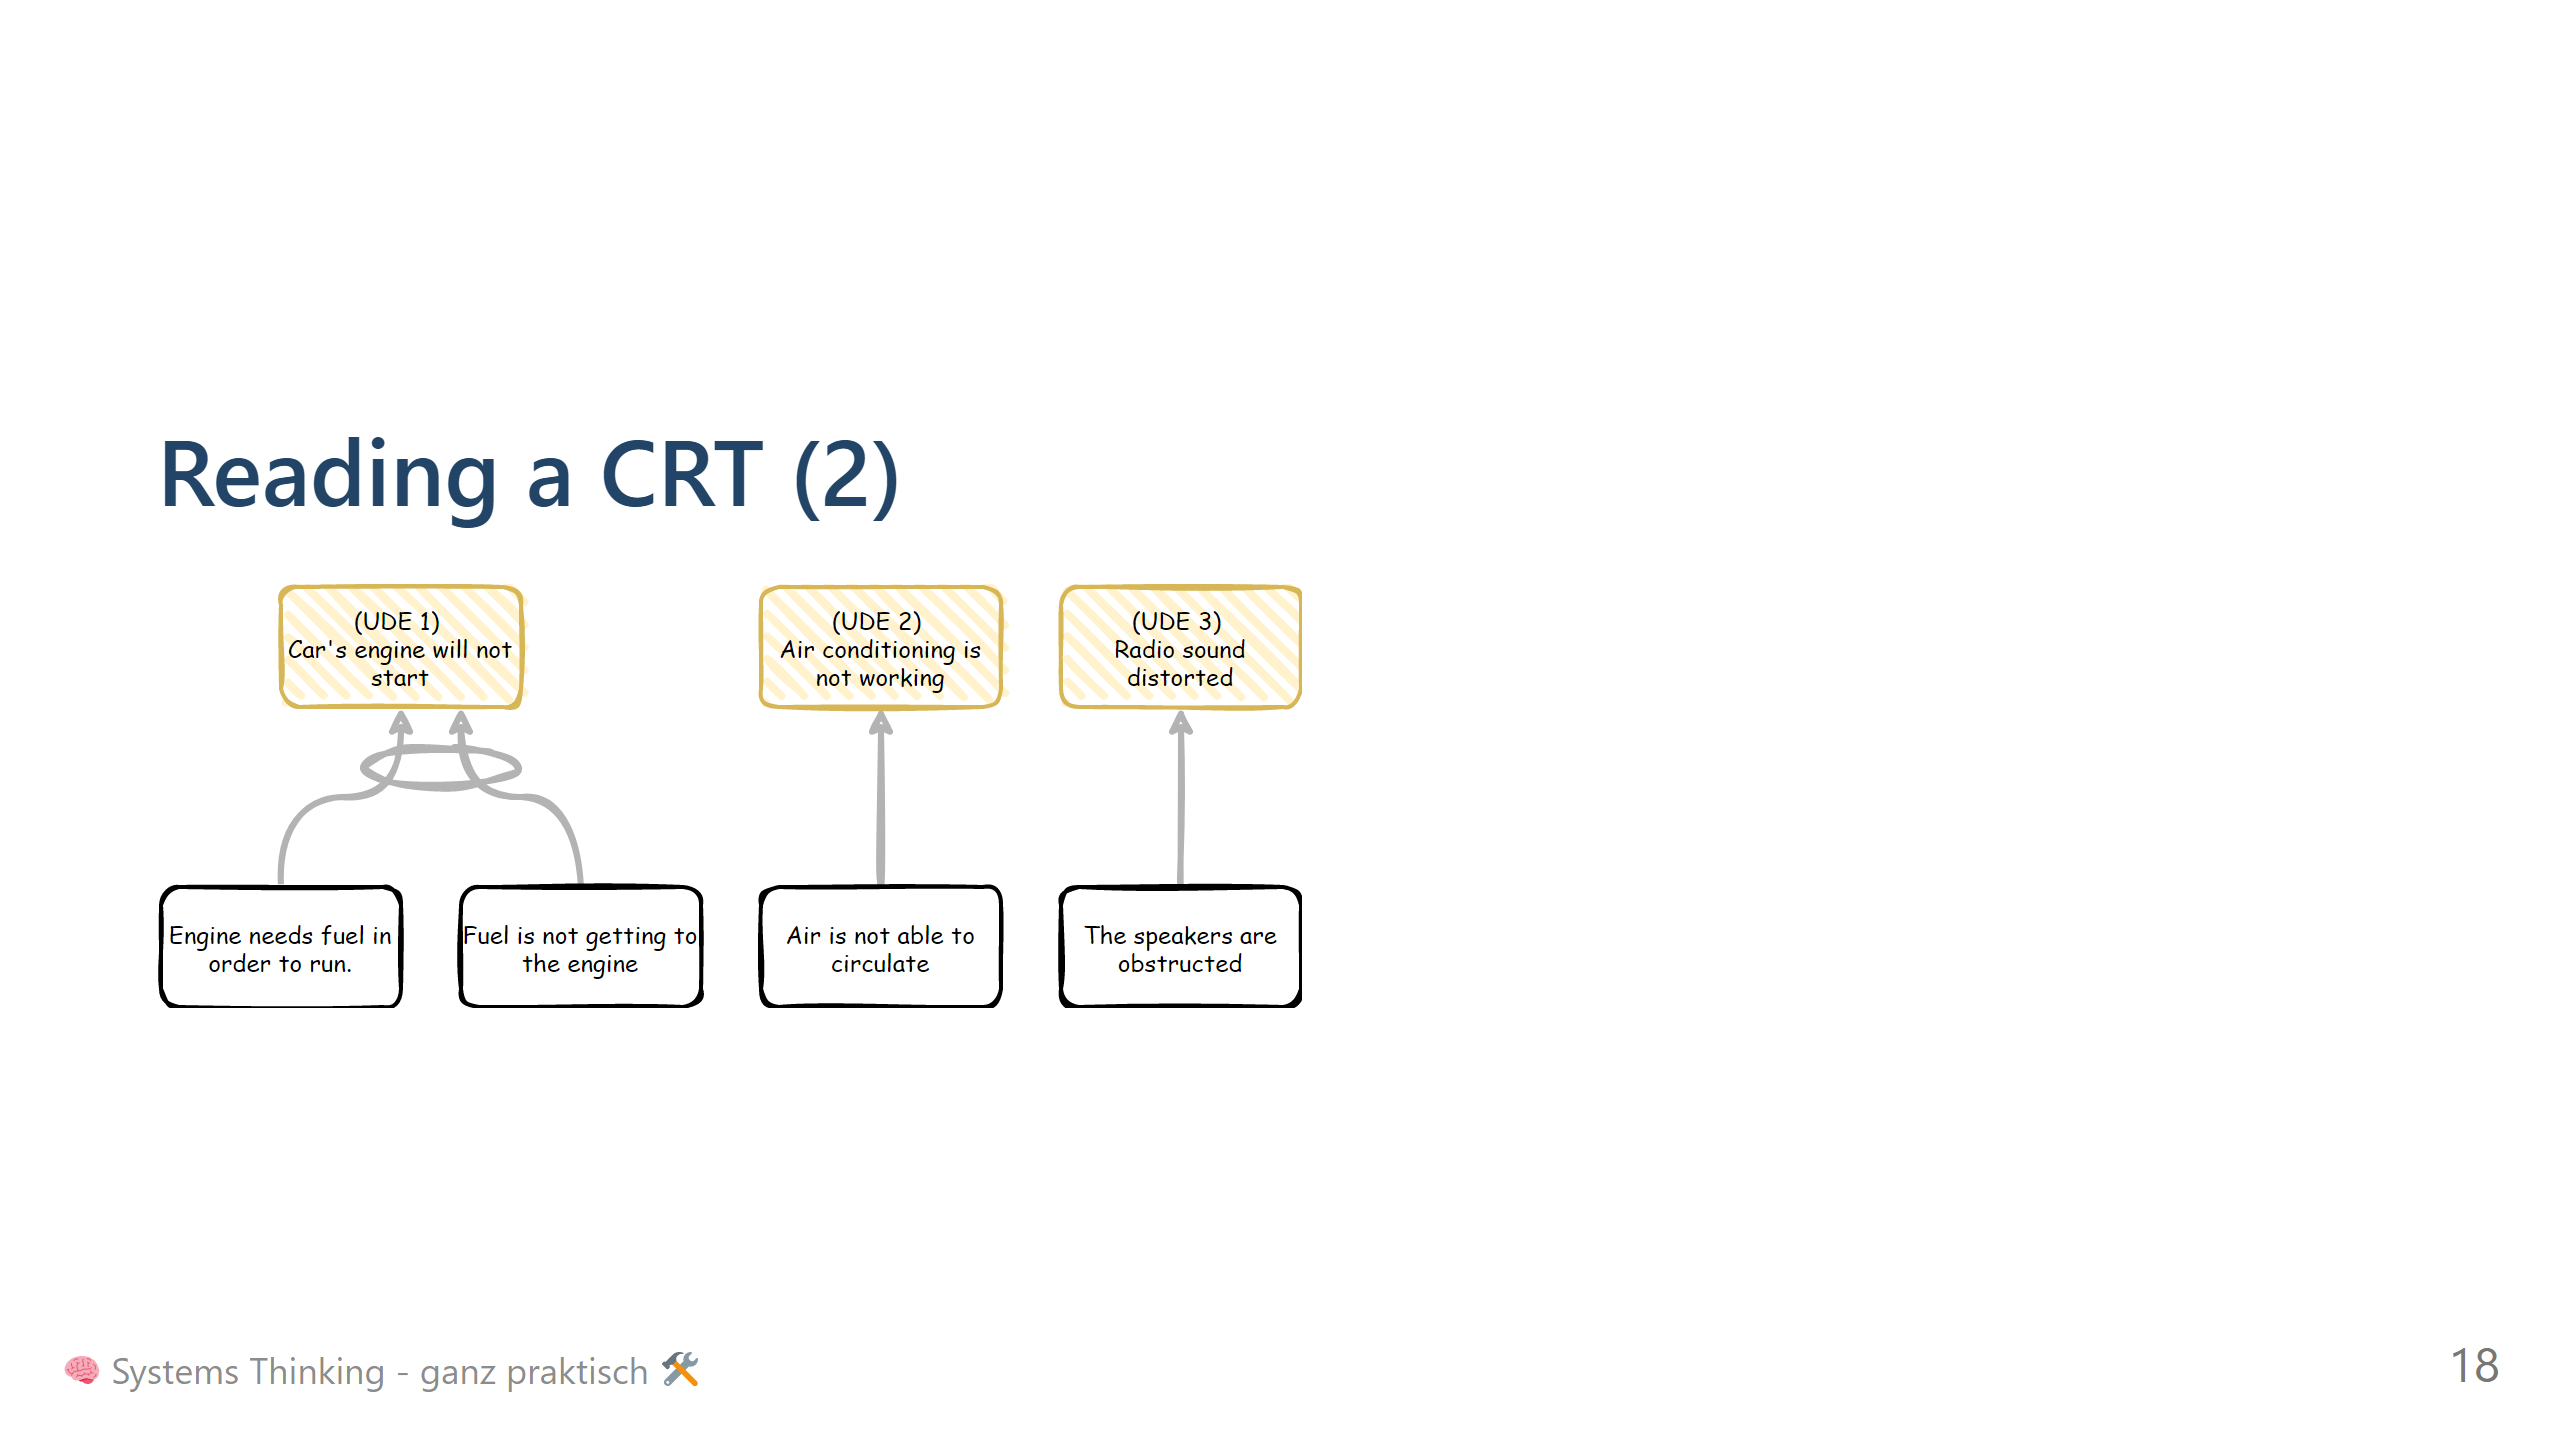 Reading a CRT (2)
(UDE 1)
Car's engine will not
start
(UDE 2)
Air conditioning is
not working
(UDE 3)
Radio sound
distorted
Engine needs fuel in
order to run.
Fuel is not getting to
the engine
Air is not able to
circulate
The speakers are
obstructed
🧠 Systems Thinking - ganz praktisch 🛠️
18